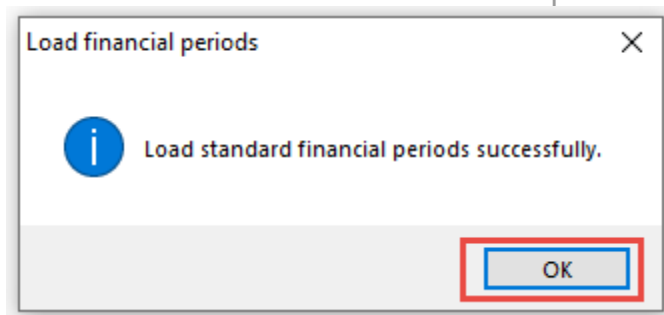 Load financial periods
Load standard financial periods successfully.
OK